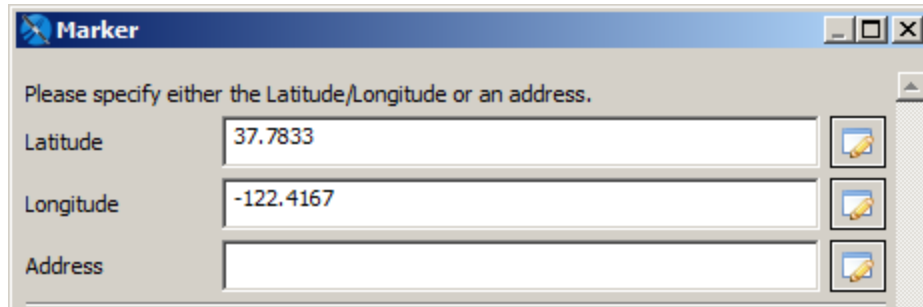 Marker
Please specify either the Latitude/Longitude or an address.
Latitude 37.7833
Longitude -122.4167
Address